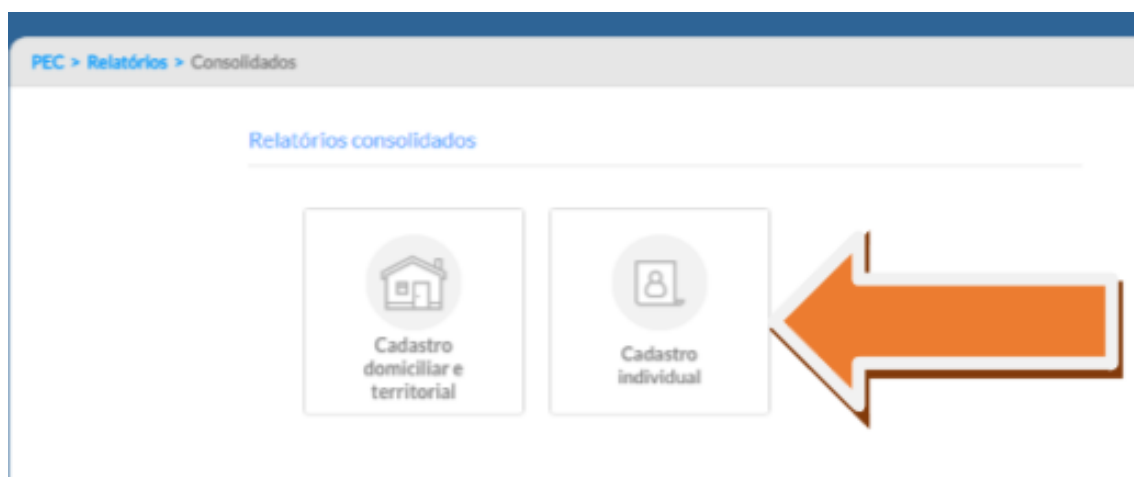 PEC > Relatórios > Consolidados
Relatórios consolidados
Cadastro
domiciliar e
territorial
Cadastro
individual